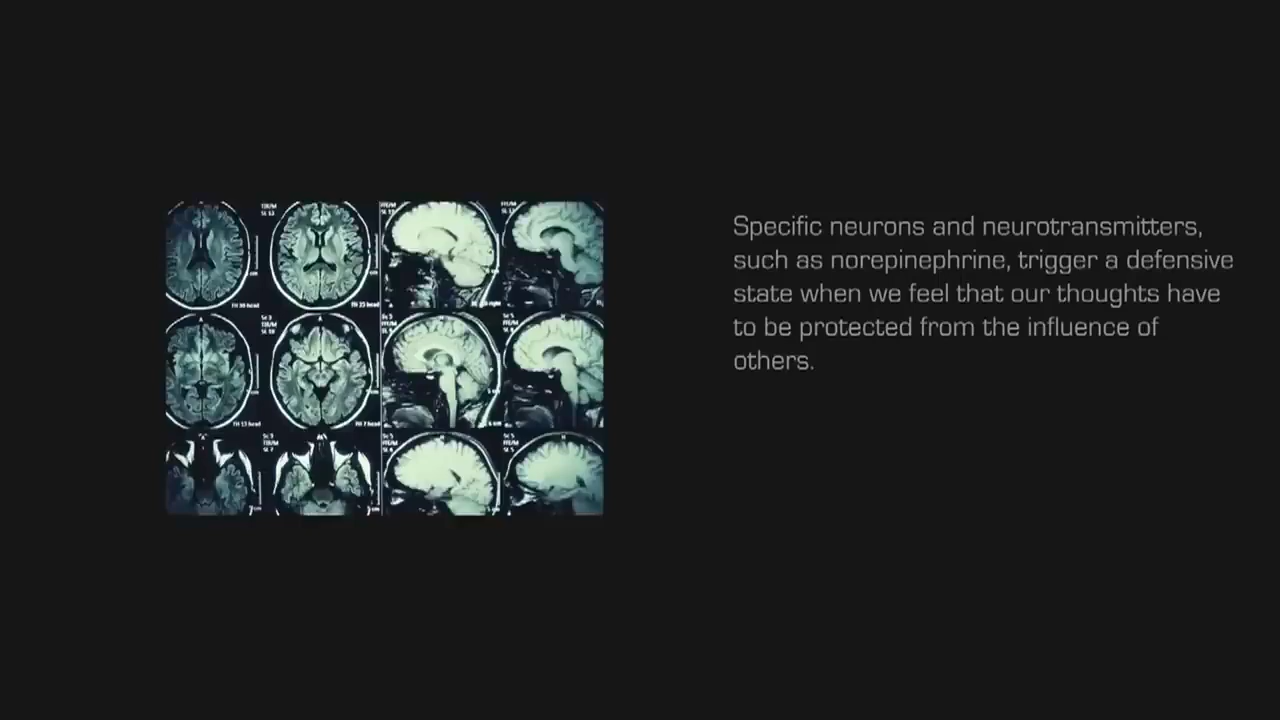 Specific neurons and neurotransmitters,
such as norepinephrine, trigger a defensive
state when we feel that our thoughts have
to be protected from the influence of
others.